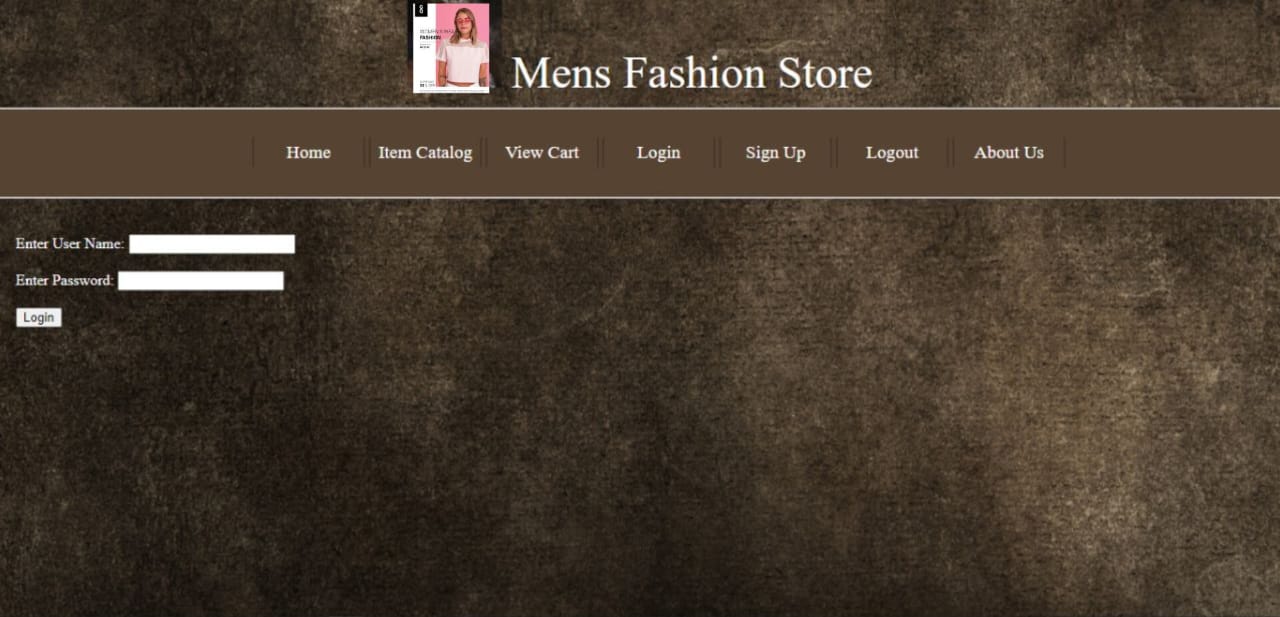 FASHION
Mens Fashion Store
Home Item Catalog View Cart Login Sign Up Logout About Us
Enter User Name:
Enter Password:
Login